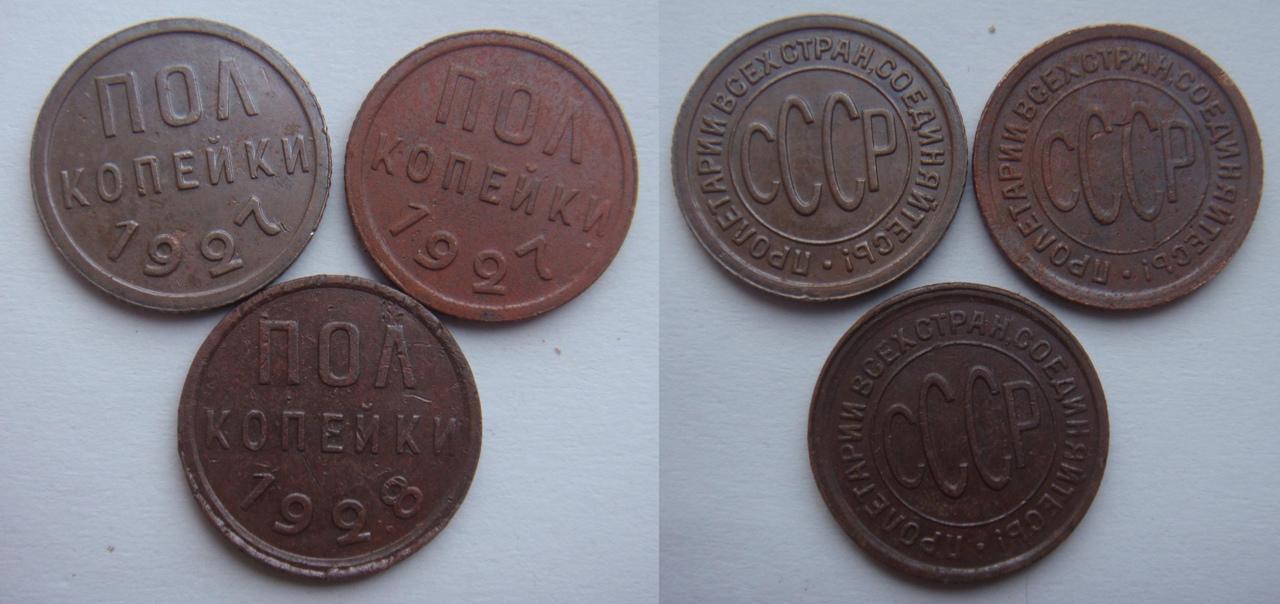 ПОЛ
КОПЕЙКИ
1927
ПОЛ
КОПЕЙКИ
1927
ПОЛ
КОПЕЙКИ
1928
ПРОЛЕТАРИИ ВСЕХ СТРАН, СОЕДИНЯЙТЕСЬ! •
СССР
ПРОЛЕТАРИИ ВСЕХ СТРАН, СОЕДИНЯЙТЕСЬ! •
СССР
ПРОЛЕТАРИИ ВСЕХ СТРАН, СОЕДИНЯЙТЕСЬ! •
СССР